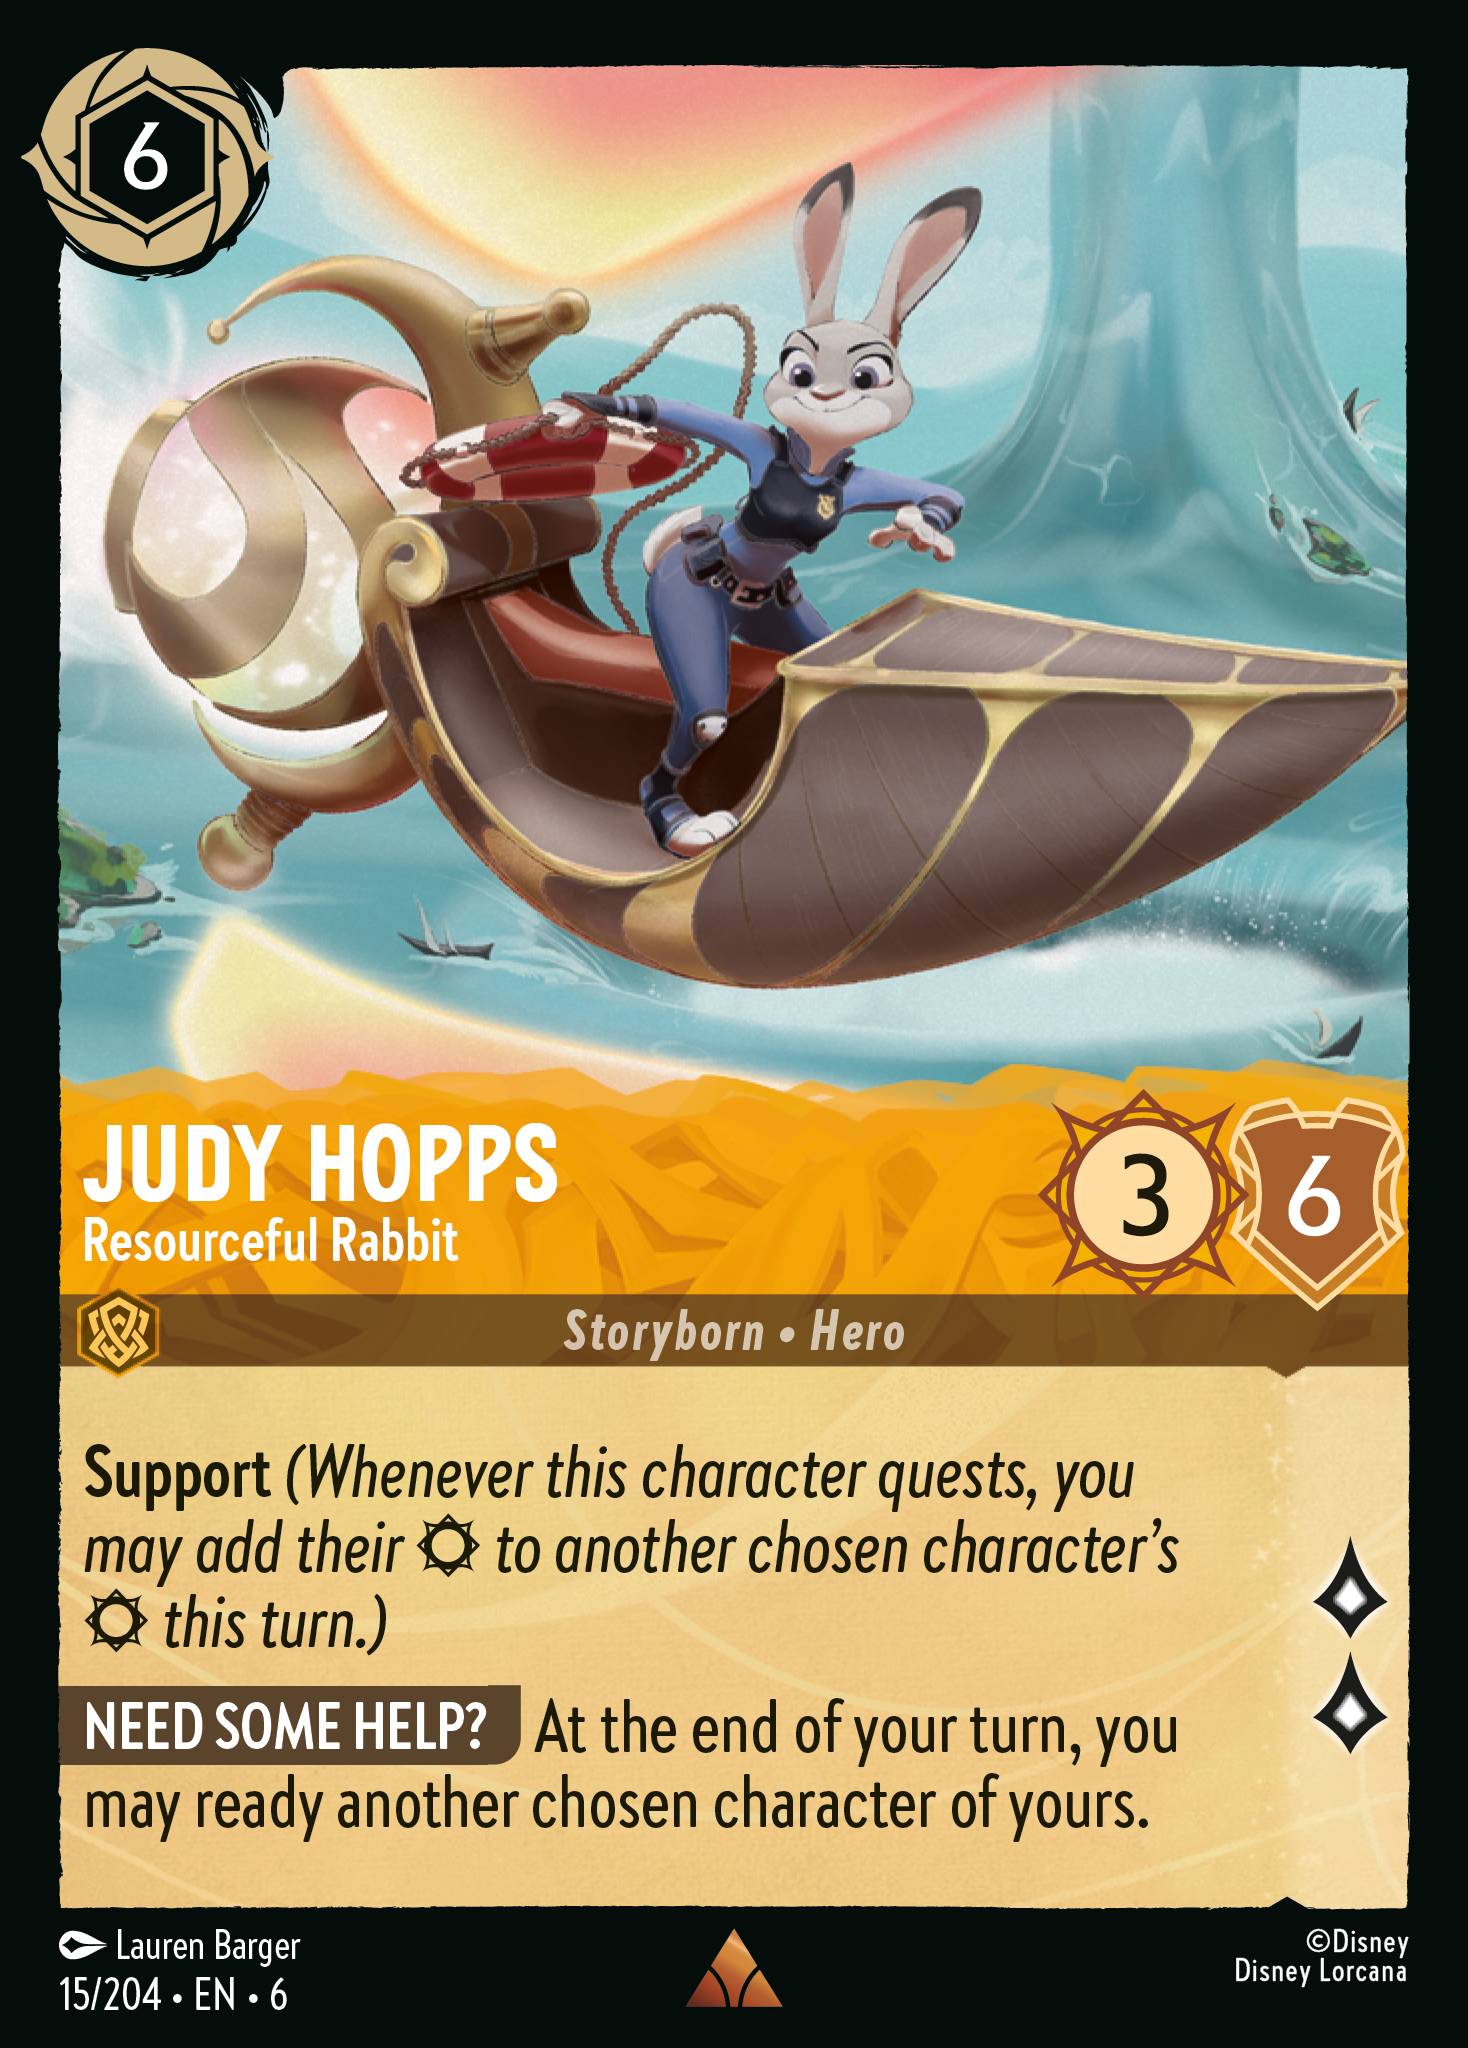 6
JUDY HOPPS
Resourceful Rabbit
3
6
Storyborn • Hero
Support (Whenever this character quests, you
may add their to another chosen character’s
this turn.)
NEED SOME HELP? At the end of your turn, you
may ready another chosen character of yours.
Lauren Barger
15/204 • EN • 6
©Disney
Disney Lorcana